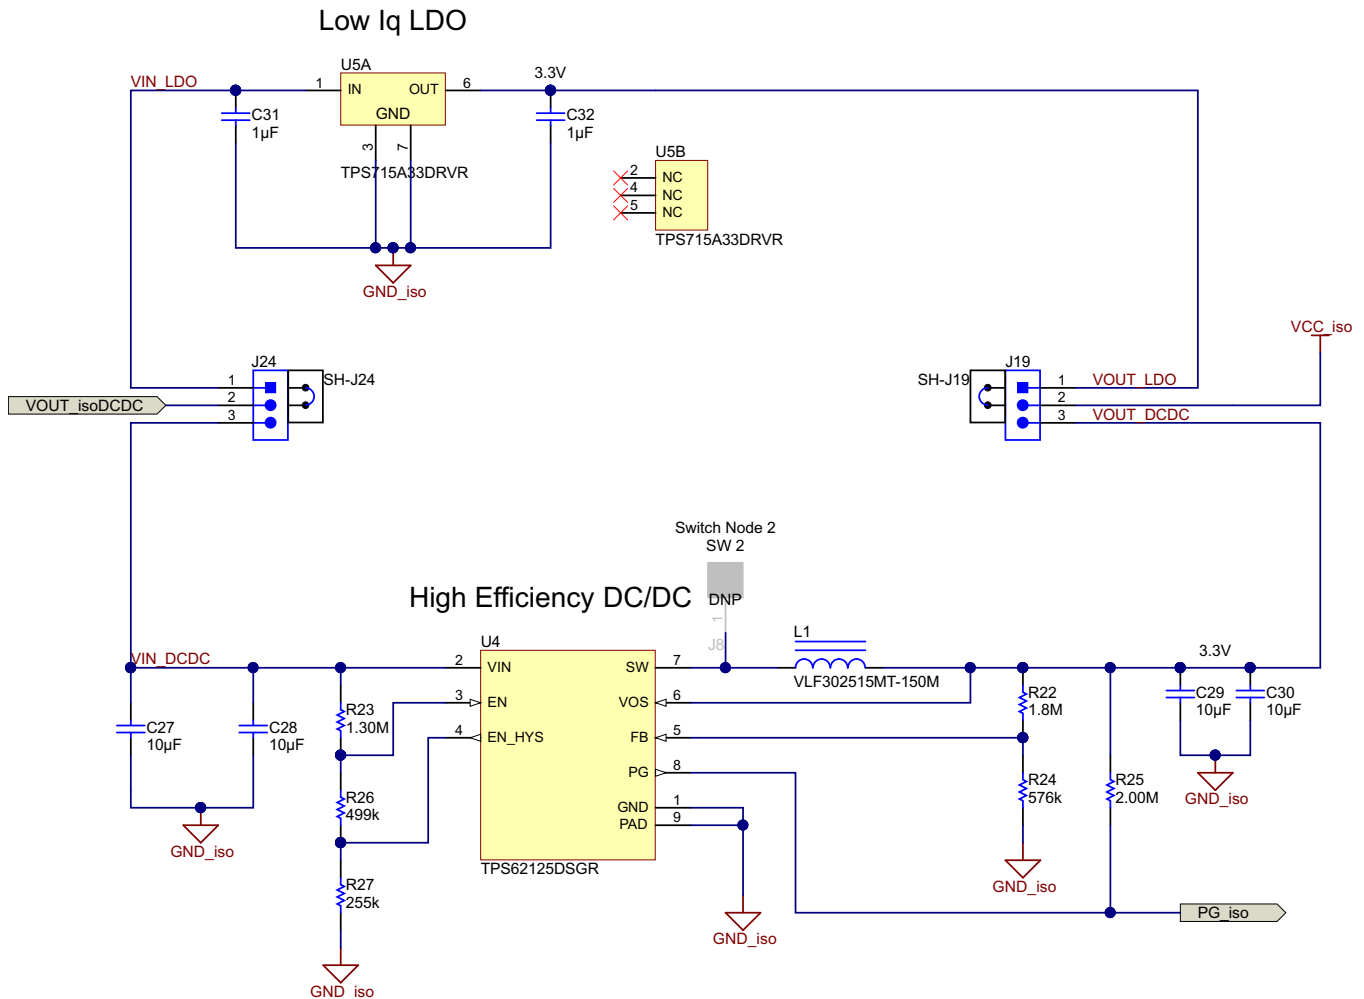 Low Iq LDO
U5A
VIN_LDO
1
IN
OUT
6
3.3V
GND
C31
1µF
C32
1µF
3
7
TPS715A33DRVR
U5B
2
NC
4
NC
5
NC
TPS715A33DRVR
GND_iso
VCC_iso
J24
SH-J24
1
2
3
VOUT_isoDCDC
J19
SH-J19
1
2
3
VOUT_LDO
VOUT_DCDC
Switch Node 2
SW 2
DNP
1
J8
High Efficiency DC/DC
U4
L1
VIN_DCDC
2
VIN
SW
7
VLF302515MT-150M
3.3V
3
EN
VOS
6
4
EN_HYS
FB
5
PG
8
GND
1
PAD
9
TPS62125DSGR
C27
10µF
C28
10µF
R23
1.30M
R26
499k
R27
255k
R22
1.8M
R24
576k
R25
2.00M
C29
10µF
C30
10µF
GND_iso
GND_iso
GND_iso
GND_iso
GND_iso
PG_iso